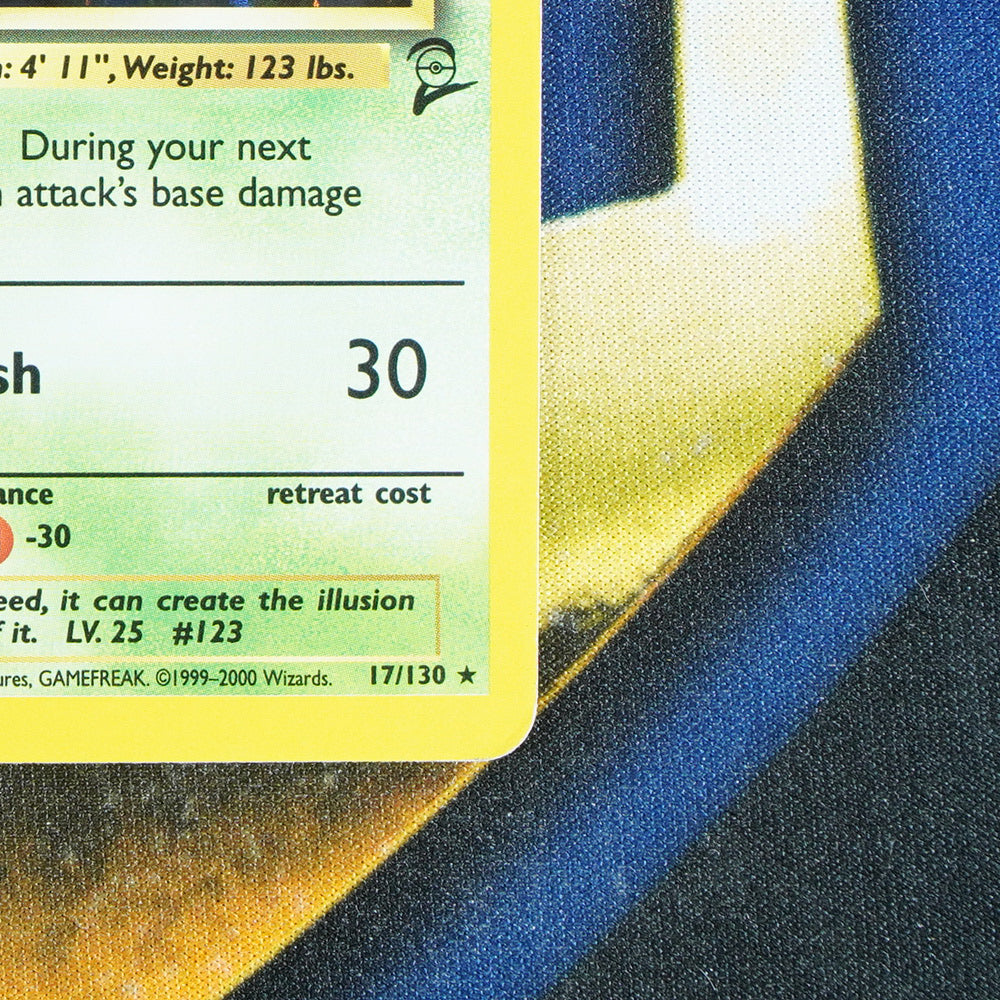 : 4' 11", Weight: 123 lbs.
During your next
attack's base damage
sh 30
ance retreat cost
-30
eed, it can create the illusion
f it. LV. 25 #123
ures, GAMEFREAK. ©1999–2000 Wizards. 17/130 ★